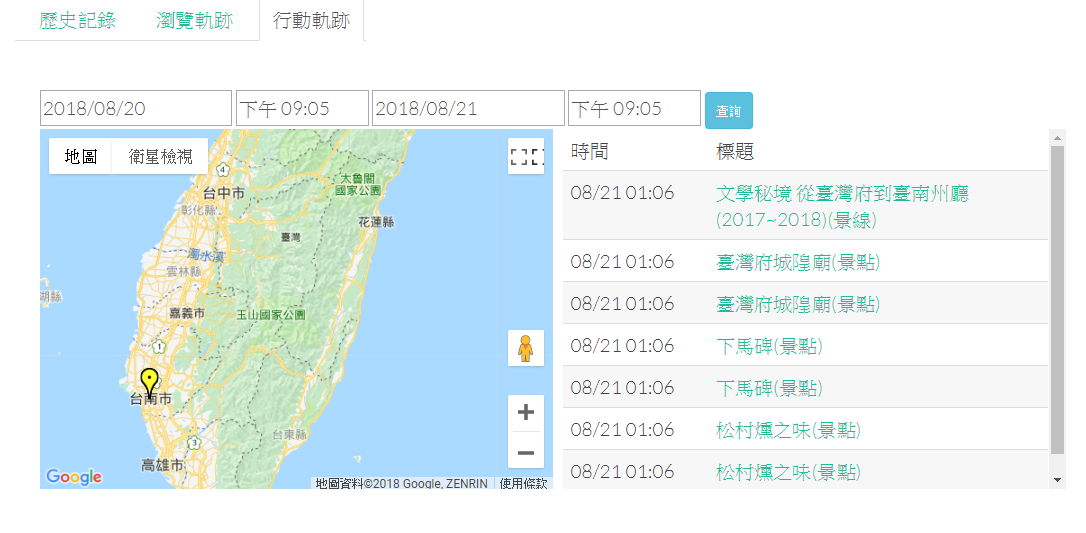 歷史記錄 瀏覽軌跡 行動軌跡
2018/08/20 下午 09:05 2018/08/21 下午 09:05 查詢
地圖 衛星檢視
4
台中市
太魯閣
國家公園
彰化縣
花蓮縣
臺灣
濁水溪
雲林縣
湖縣
嘉義市
玉山國家公園
1
台南市
台東縣
3
高雄市
Google
地圖資料©2018 Google, ZENRIN 使用條款
時間 標題
08/21 01:06 文學秘境 從臺灣府到臺南州廳
(2017~2018)(景線)
08/21 01:06 臺灣府城隍廟(景點)
08/21 01:06 臺灣府城隍廟(景點)
08/21 01:06 下馬碑(景點)
08/21 01:06 下馬碑(景點)
08/21 01:06 松村燻之味(景點)
08/21 01:06 松村燻之味(景點)